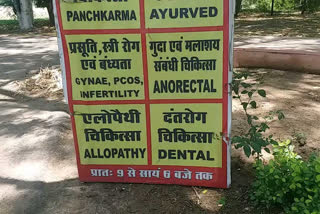 PANCHKARMA
AYURVED
प्रसूति, स्त्री रोग
एवं बंध्यता
GYNAE, PCOS,
INFERTILITY
गुदा एवं मलाशय
संबंधी चिकित्सा
ANORECTAL
एलोपैथी
चिकित्सा
ALLOPATHY
दंतरोग
चिकित्सा
DENTAL
प्रातः 9 से सायं 6 बजे तक